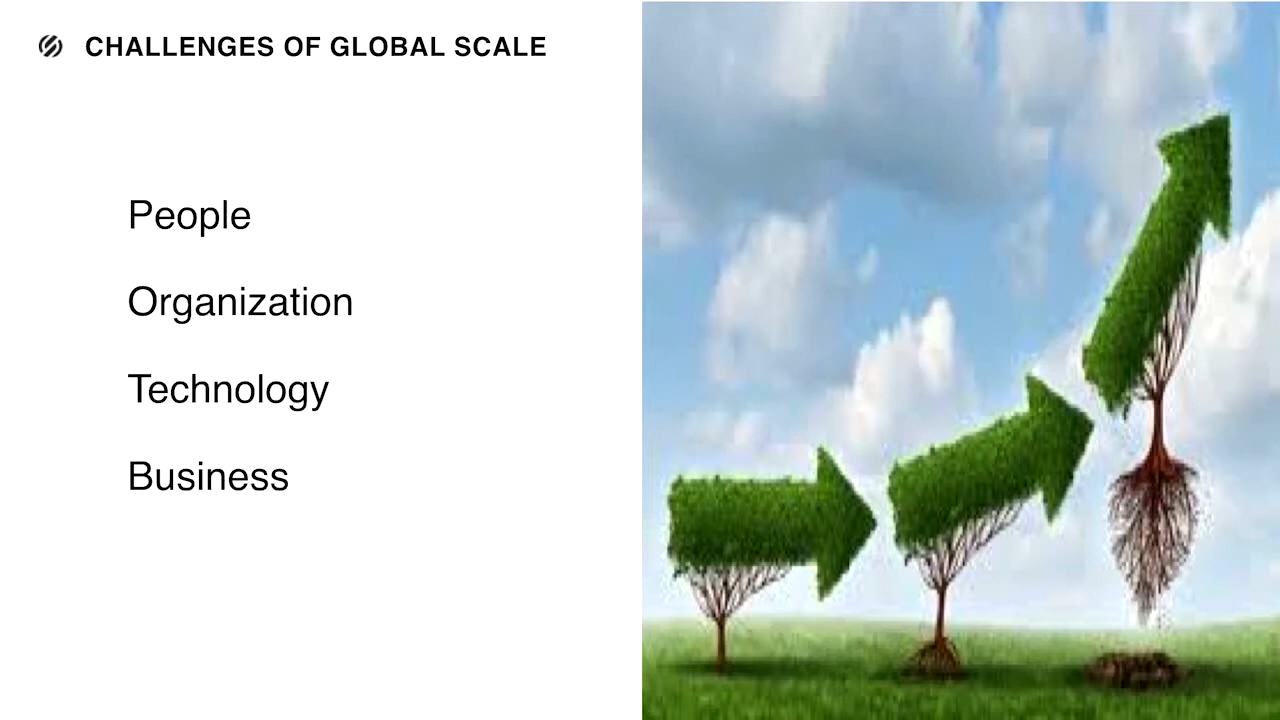 CHALLENGES OF GLOBAL SCALE
People
Organization
Technology
Business